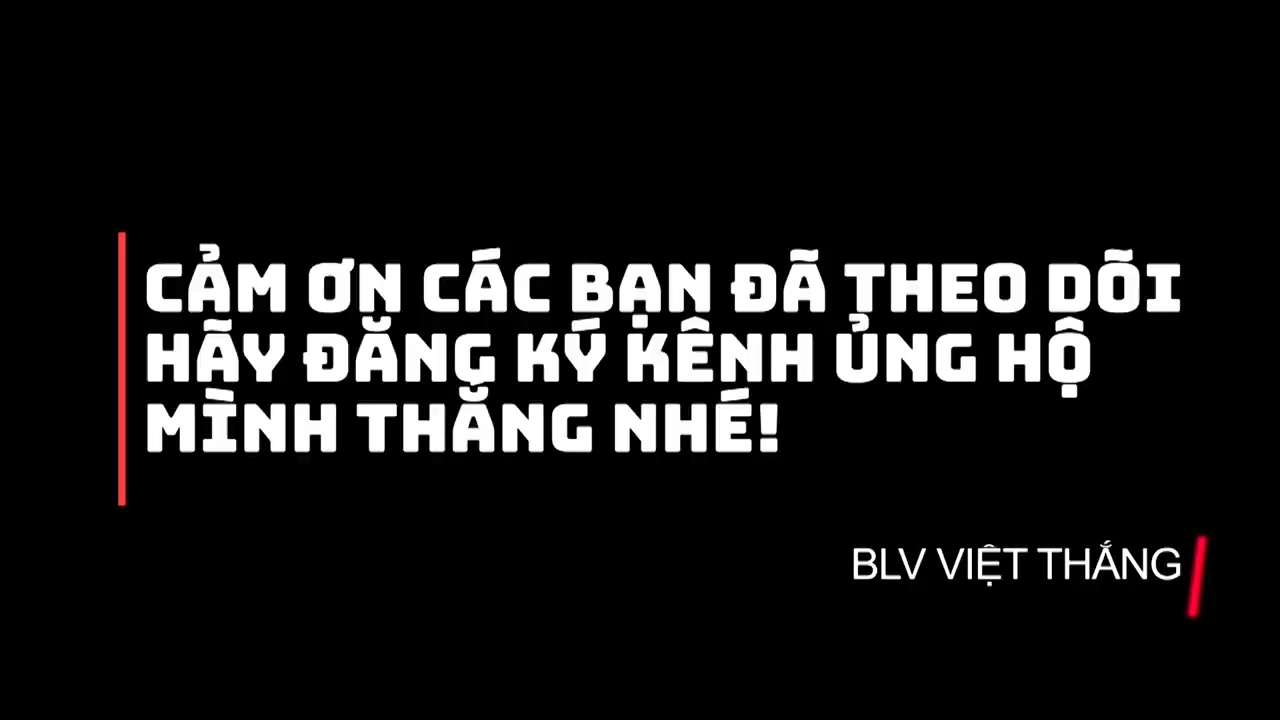 CẢM ƠN CÁC BẠN ĐÃ THEO DÕI
HÃY ĐĂNG KÝ KÊNH ỦNG HỘ
MÌNH THẮNG NHÉ!
BLV VIỆT THẮNG